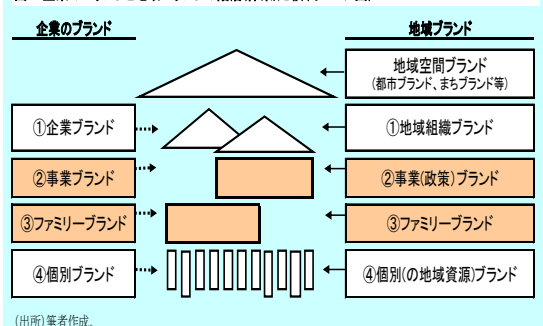 企業のブランド
地域ブランド
地域空間ブランド
(都市ブランド、まちブランド等)
①企業ブランド
①地域組織ブランド
②事業ブランド
②事業(政策)ブランド
③ファミリーブランド
③ファミリーブランド
④個別ブランド
④個別(の地域資源)ブランド
(出所)筆者作成。